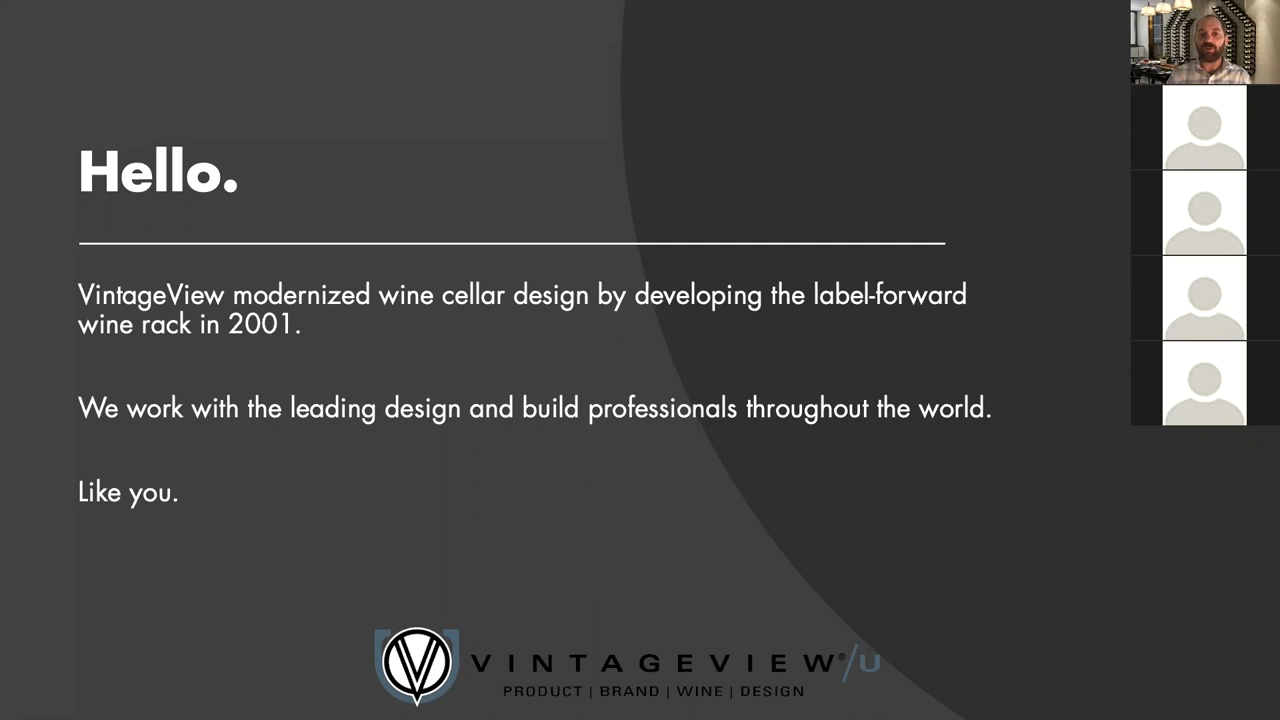 Hello.
VintageView modernized wine cellar design by developing the label-forward
wine rack in 2001.
We work with the leading design and build professionals throughout the world.
Like you.
VINTAGEVIEW®/U
PRODUCT | BRAND | WINE | DESIGN